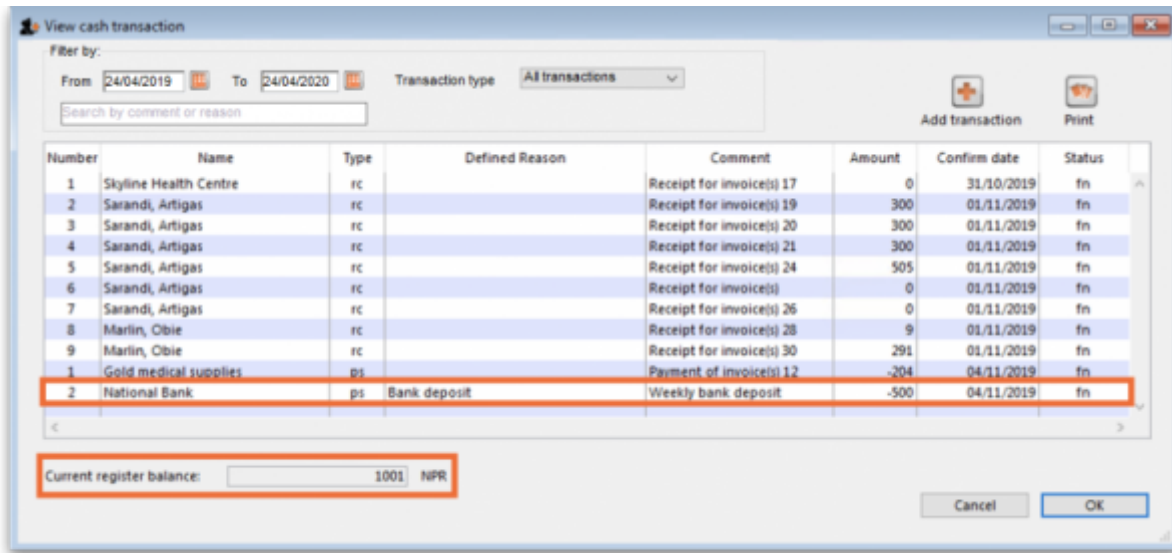 View cash transaction
Filter by:
From 24/04/2019 To 24/04/2020 Transaction type All transactions
Search by comment or reason
Add transaction Print
Number Name Type Defined Reason Comment Amount Confirm date Status
1 Skyline Health Centre rc Receipt for invoice(s) 17 0 31/10/2019 fn
2 Sarandi, Artigas rc Receipt for invoice(s) 19 300 01/11/2019 fn
3 Sarandi, Artigas rc Receipt for invoice(s) 20 300 01/11/2019 fn
4 Sarandi, Artigas rc Receipt for invoice(s) 21 300 01/11/2019 fn
5 Sarandi, Artigas rc Receipt for invoice(s) 24 505 01/11/2019 fn
6 Sarandi, Artigas rc Receipt for invoice(s) 0 01/11/2019 fn
7 Sarandi, Artigas rc Receipt for invoice(s) 26 0 01/11/2019 fn
8 Marlin, Obie rc Receipt for invoice(s) 28 9 01/11/2019 fn
9 Marlin, Obie rc Receipt for invoice(s) 30 291 01/11/2019 fn
1 Gold medical supplies ps Payment of invoice(s) 12 -204 04/11/2019 fn
2 National Bank ps Bank deposit Weekly bank deposit -500 04/11/2019 fn
Current register balance: 1001 NPR
Cancel OK